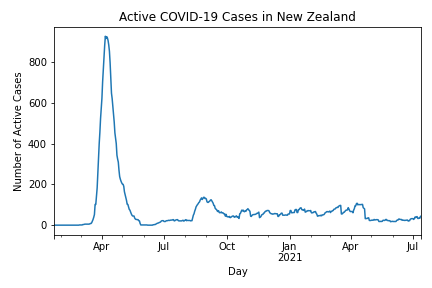 Active COVID-19 Cases in New Zealand
800
600
400
200
0
Number of Active Cases
Apr
Jul
Oct
Jan
2021
Apr
Jul
Day